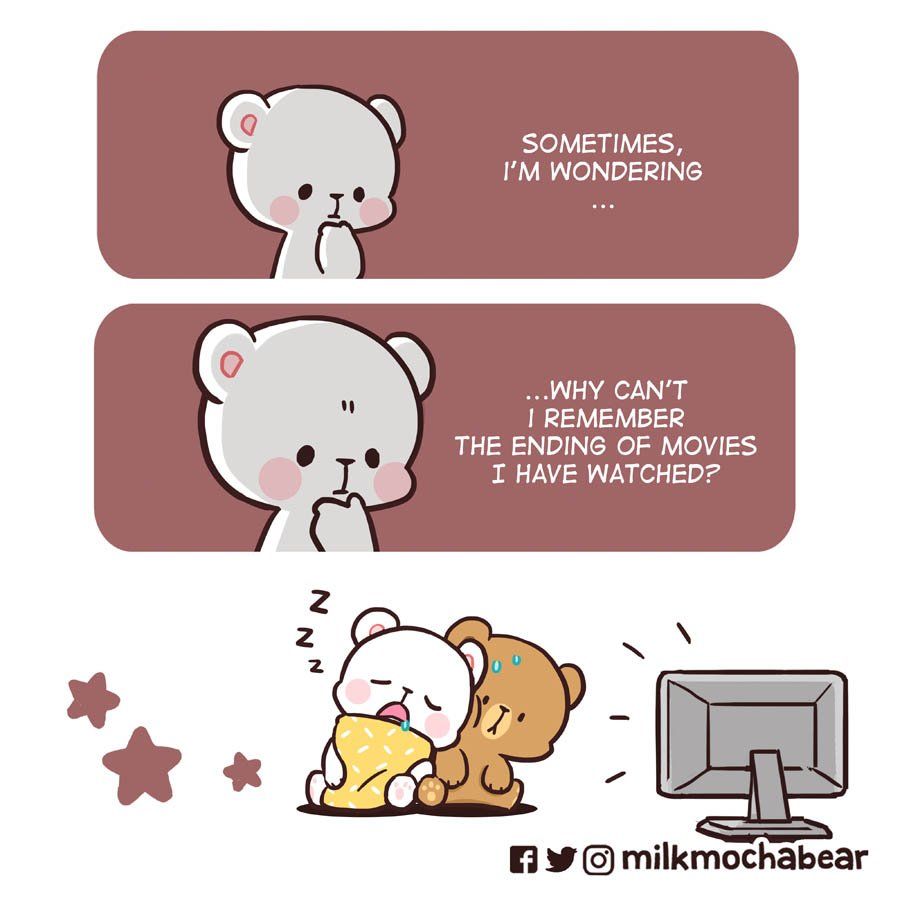 SOMETIMES,
I'M WONDERING
...
...WHY CAN'T
I REMEMBER
THE ENDING OF MOVIES
I HAVE WATCHED?
Z
Z
Z
milkmochabear